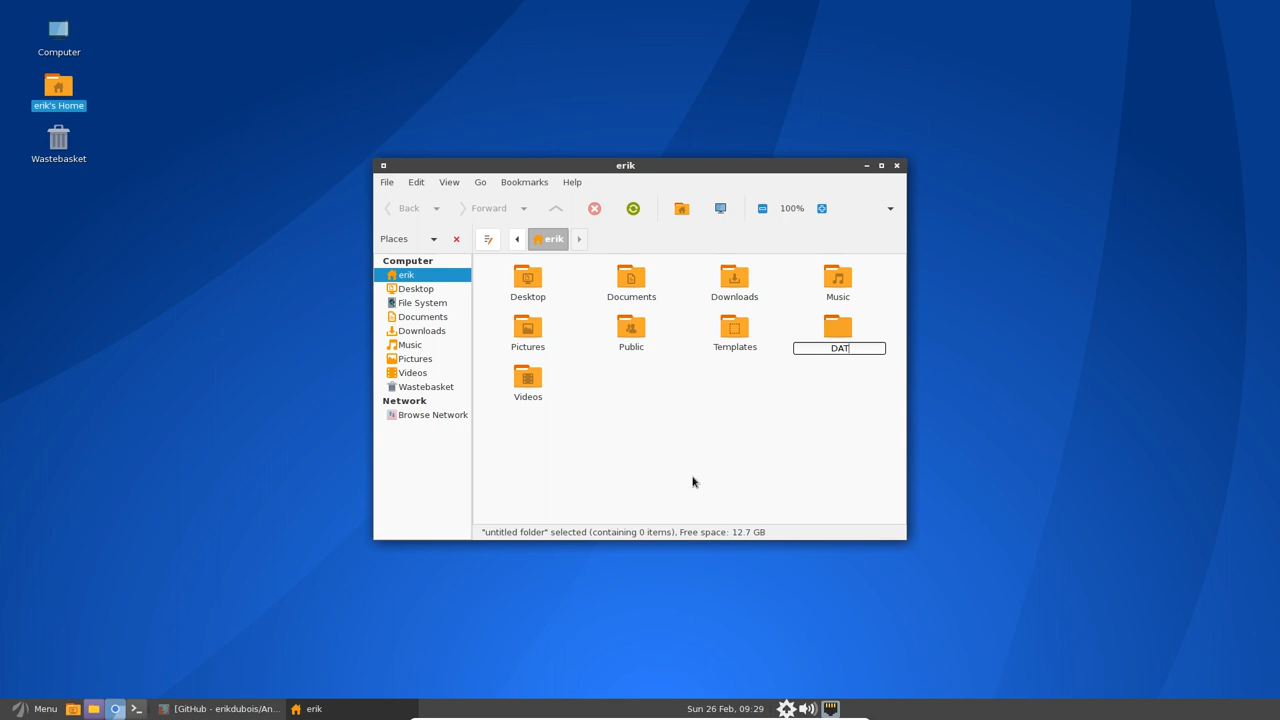 Computer
erik's Home
Wastebasket
erik
File Edit View Go Bookmarks Help
Back Forward 100%
Places erik
Computer
erik
Desktop
File System
Documents
Downloads
Music
Pictures
Videos
Wastebasket
Network
Browse Network
Desktop Documents Downloads Music
Pictures Public Templates DAT
Videos
"untitled folder" selected (containing 0 items), Free space: 12.7 GB
Menu [GitHub - erikdubois/An... erik Sun 26 Feb, 09:29